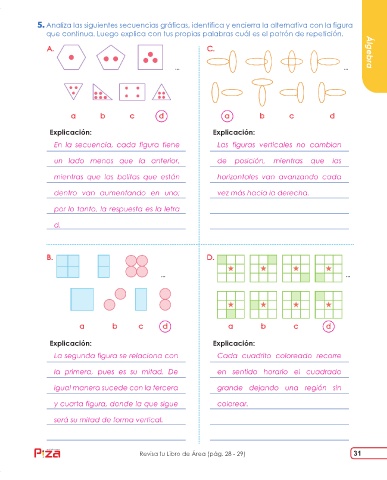 5. Analiza las siguientes secuencias gráficas, identifica y encierra la alternativa con la figura
que continua. Luego explica con tus propias palabras cuál es el patrón de repetición.
Álgebra
A.
...
a b c d
Explicación:
En la secuencia, cada figura tiene
un lado menos que la anterior,
mientras que las bolitas que están
dentro van aumentando en uno;
por lo tanto, la respuesta es la letra
d.
C.
...
a b c d
Explicación:
Las figuras verticales no cambian
de posición, mientras que las
horizontales van avanzando cada
vez más hacia la derecha.
B.
...
a b c d
Explicación:
La segunda figura se relaciona con
la primera, pues es su mitad. De
igual manera sucede con la tercera
y cuarta figura, donde la que sigue
será su mitad de forma vertical.
D.
...
a b c d
Explicación:
Cada cuadrito coloreado recorre
en sentido horario el cuadrado
grande dejando una región sin
colorear.
Pizza
Revisa tu Libro de Área (pág. 28 - 29)
31